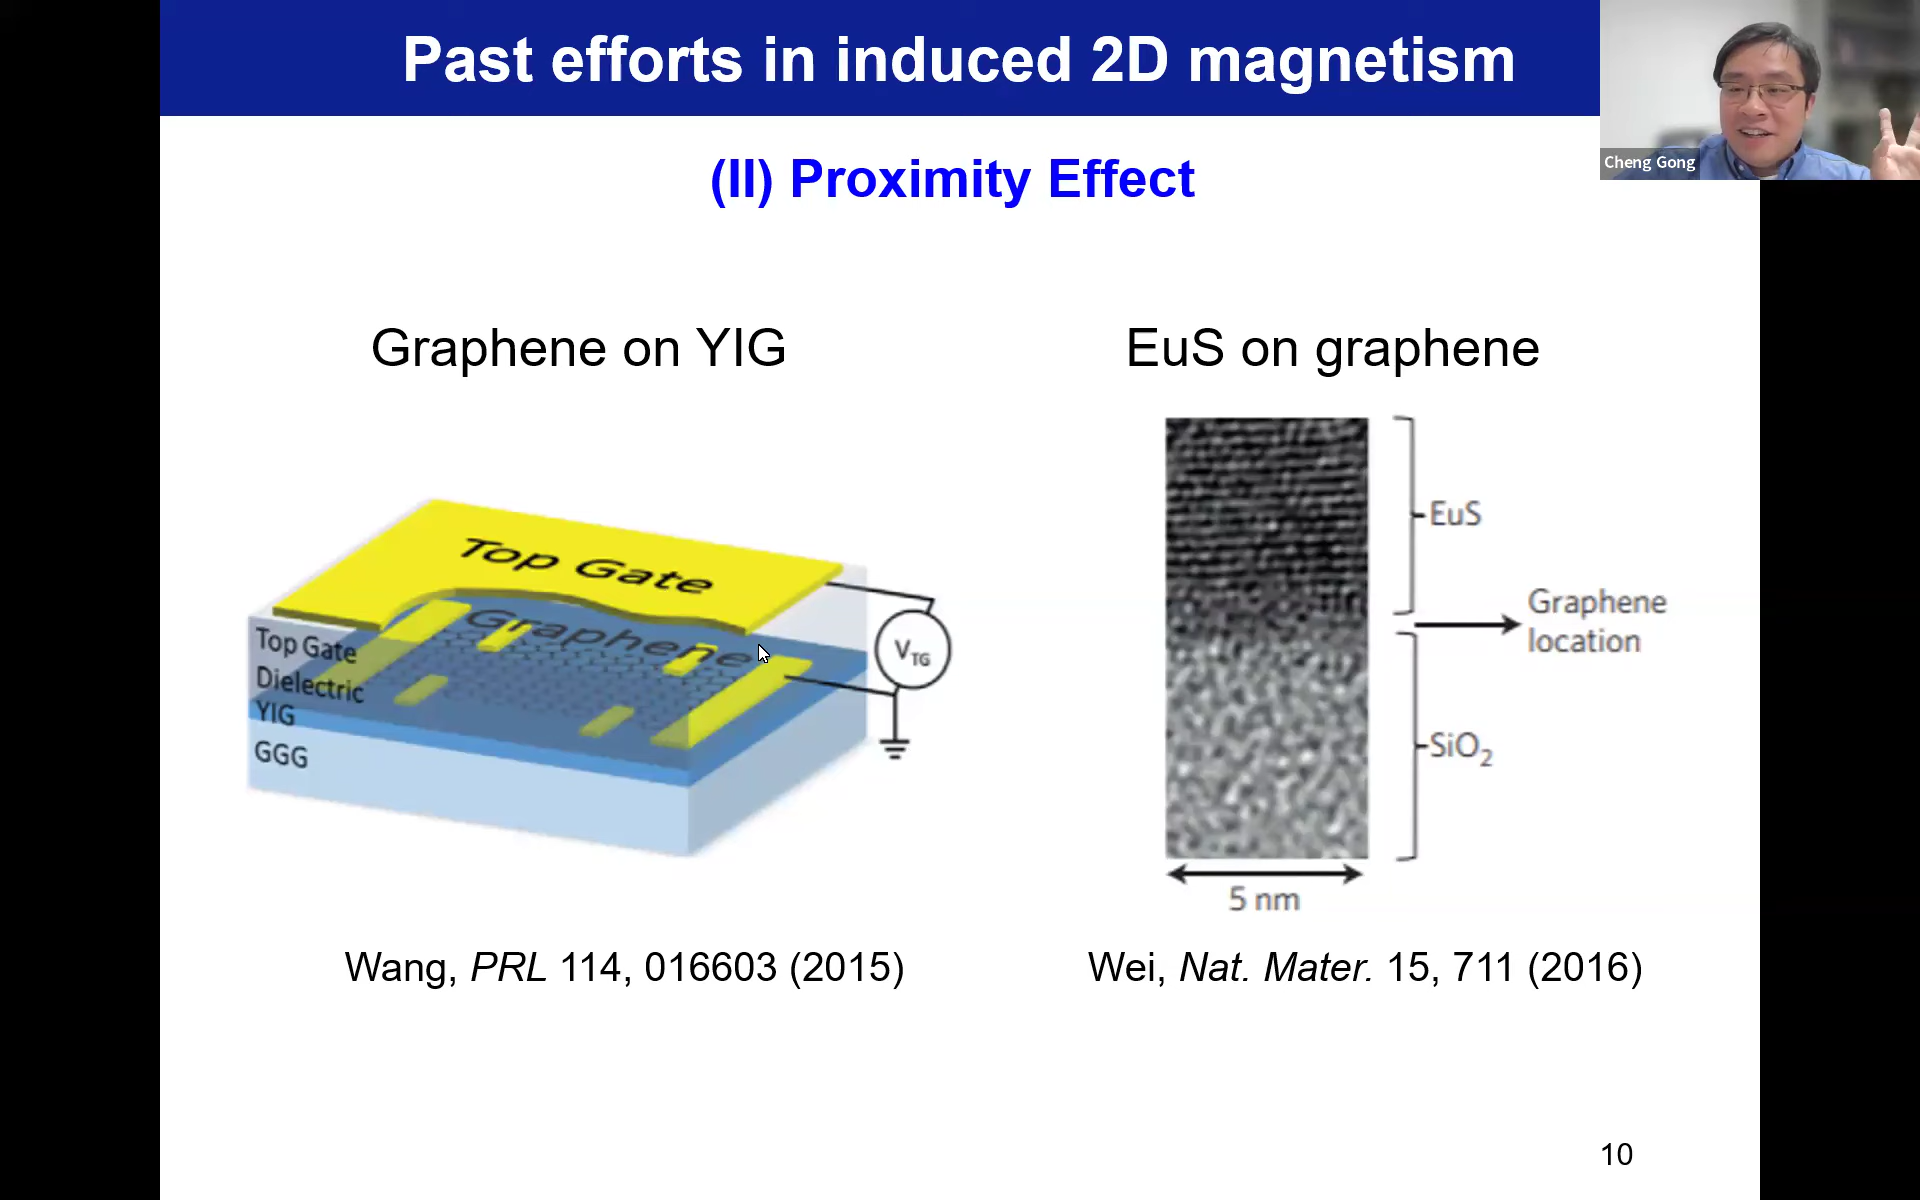 Past efforts in induced 2D magnetism
Cheng Gong
(II) Proximity Effect
Graphene on YIG
EuS on graphene
Top Gate
Graphene
Top Gate
Dielectric
YIG
GGG
VTG
EuS
Graphene
location
SiO2
5 nm
Wang, PRL 114, 016603 (2015)
Wei, Nat. Mater. 15, 711 (2016)
10